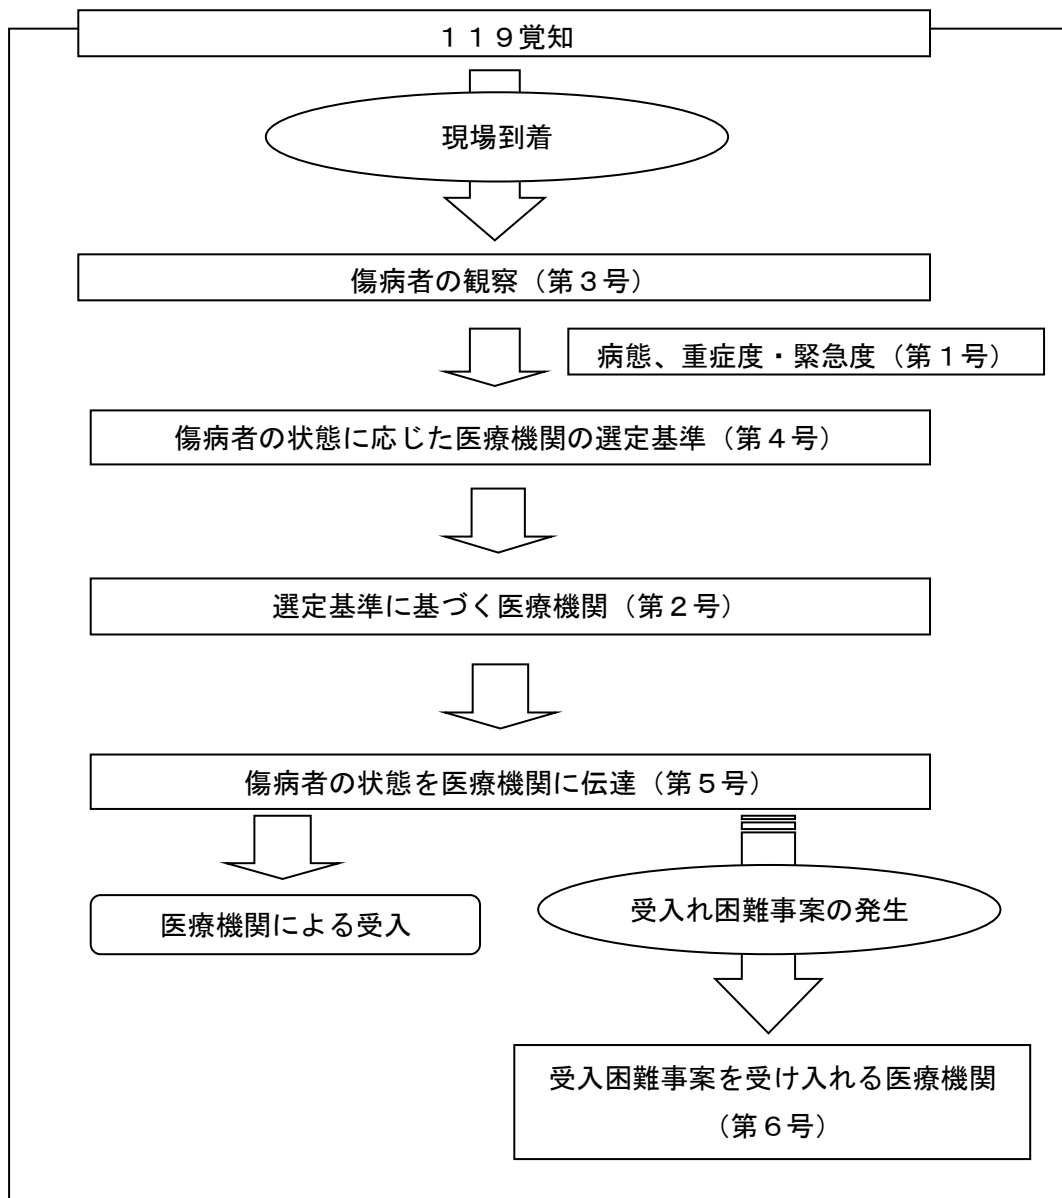 １１９覚知
現場到着
傷病者の観察（第３号）
病態、重症度・緊急度（第１号）
傷病者の状態に応じた医療機関の選定基準（第４号）
選定基準に基づく医療機関（第２号）
傷病者の状態を医療機関に伝達（第５号）
医療機関による受入
受入れ困難事案の発生
受入困難事案を受け入れる医療機関
（第６号）